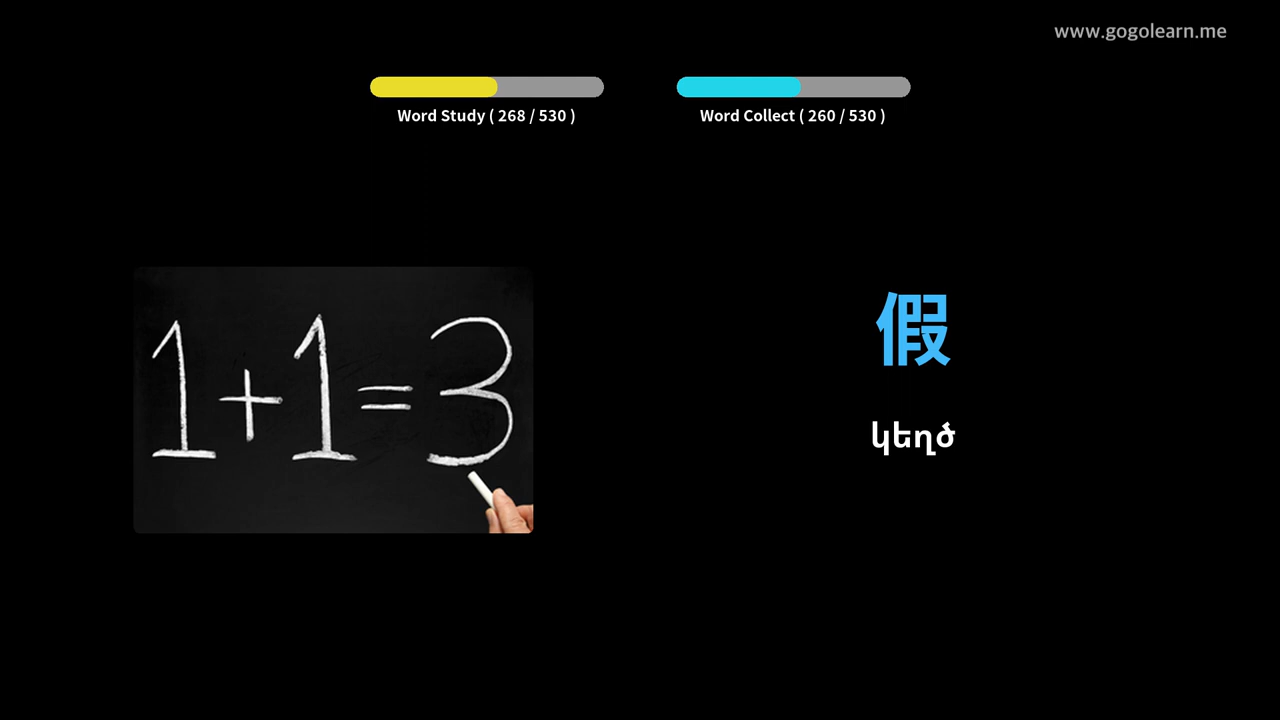 www.gogolearn.me
Word Study ( 268 / 530 )
Word Collect ( 260 / 530 )
1+1=3
假
կեղծ